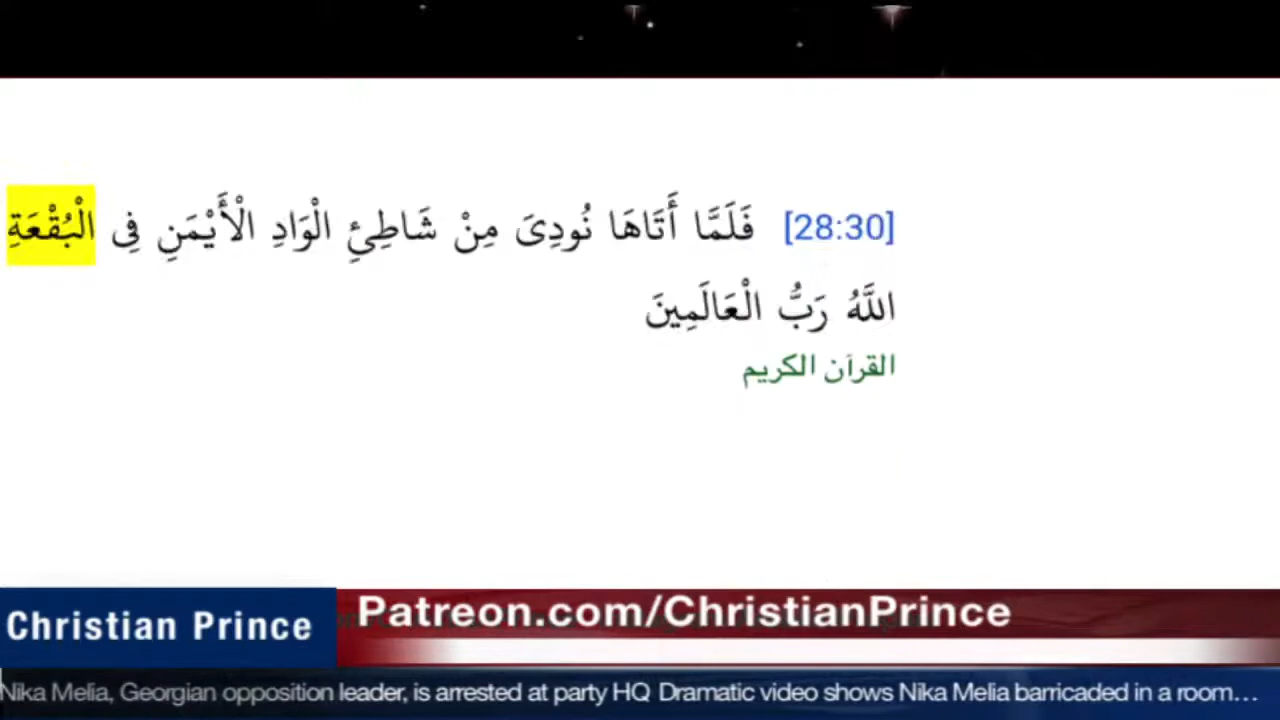 [28:30] فَلَمَّا أَتَاهَا نُودِىَ مِنْ شَاطِئِ الْوَادِ الْأَيْمَنِ فِى الْبُقْعَةِ
اللَّهُ رَبُّ الْعَالَمِينَ
القرآن الكريم
Christian Prince
Patreon.com/ChristianPrince
Nika Melia, Georgian opposition leader, is arrested at party HQ Dramatic video shows Nika Melia barricaded in a room…